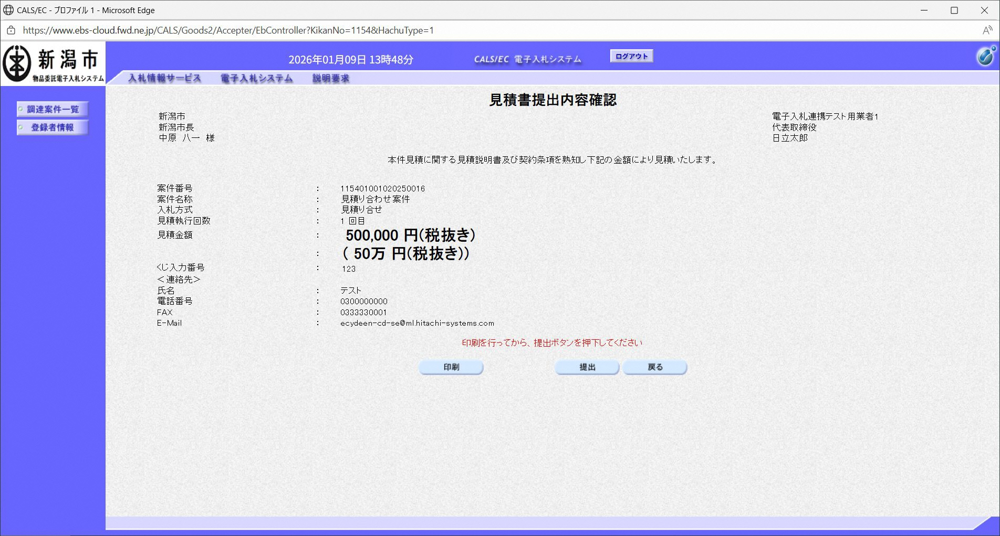 CALS/EC - プロファイル 1 - Microsoft Edge
https://www.ebs-cloud.fwd.ne.jp/CALS/Goods2/Accepter/EbController?KikanNo=1154&HachuType=1
新潟市
物品委託電子入札システム
2026年01月09日 13時48分
CALS/EC 電子入札システム
ログアウト
入札情報サービス 電子入札システム 説明要求
調達案件一覧
登録者情報
見積書提出内容確認
新潟市
新潟市長
中原 八一 様
電子入札連携テスト用業者1
代表取締役
日立太郎
本件見積に関する見積説明書及び契約条項を熟知し下記の金額により見積いたします。
案件番号 : 115401001020250016
案件名称 : 見積り合わせ案件
入札方式 : 見積り合せ
見積執行回数 : 1 回目
見積金額 : 500,000 円(税抜き)
: ( 50万 円(税抜き))
くじ入力番号 : 123
＜連絡先＞
氏名 : テスト
電話番号 : 0300000000
FAX : 0333330001
E-Mail : ecydeen-cd-se@ml.hitachi-systems.com
印刷を行ってから、提出ボタンを押下してください
印刷 提出 戻る